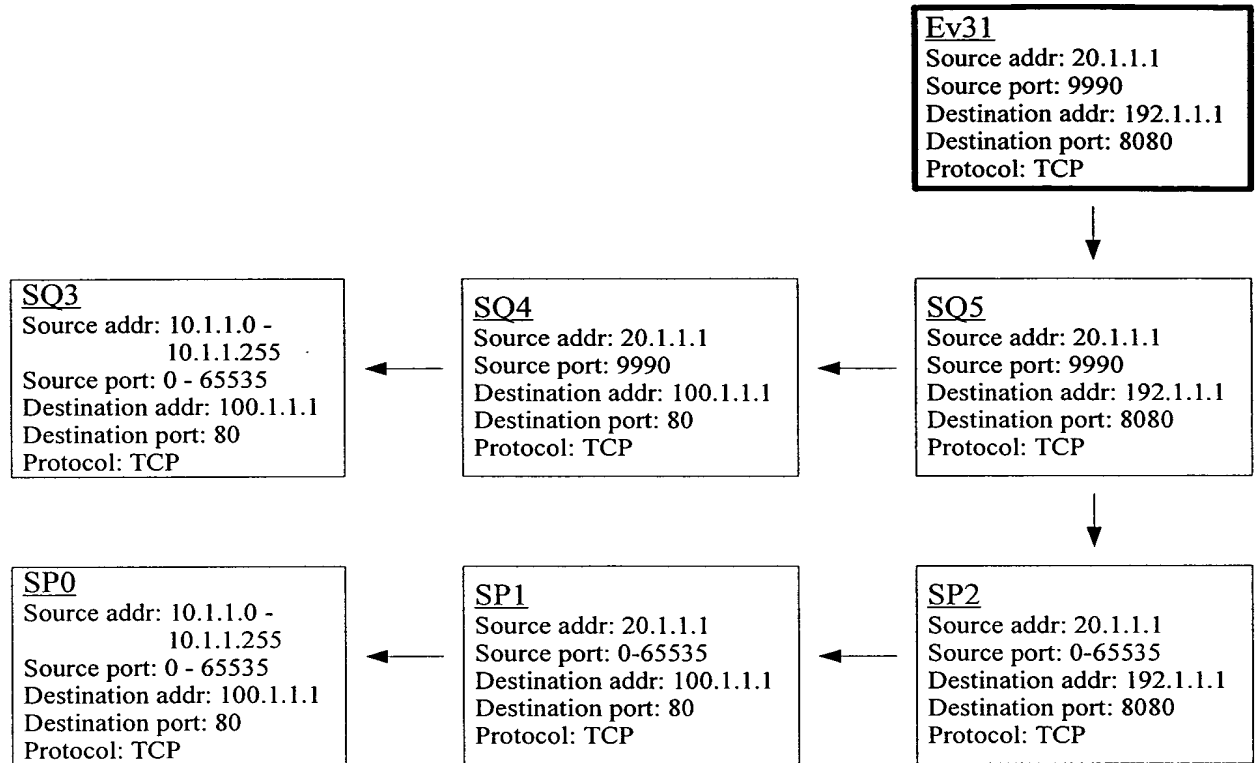 Ev31
Source addr: 20.1.1.1
Source port: 9990
Destination addr: 192.1.1.1
Destination port: 8080
Protocol: TCP
SQ3
Source addr: 10.1.1.0 -
10.1.1.255
Source port: 0 - 65535
Destination addr: 100.1.1.1
Destination port: 80
Protocol: TCP
SQ4
Source addr: 20.1.1.1
Source port: 9990
Destination addr: 100.1.1.1
Destination port: 80
Protocol: TCP
SQ5
Source addr: 20.1.1.1
Source port: 9990
Destination addr: 192.1.1.1
Destination port: 8080
Protocol: TCP
SP0
Source addr: 10.1.1.0 -
10.1.1.255
Source port: 0 - 65535
Destination addr: 100.1.1.1
Destination port: 80
Protocol: TCP
SP1
Source addr: 20.1.1.1
Source port: 0-65535
Destination addr: 100.1.1.1
Destination port: 80
Protocol: TCP
SP2
Source addr: 20.1.1.1
Source port: 0-65535
Destination addr: 192.1.1.1
Destination port: 8080
Protocol: TCP